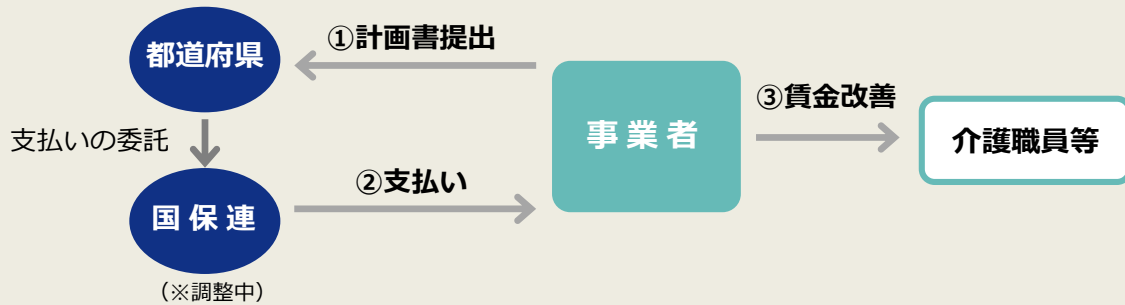 ①計画書提出
都道府県
③賃金改善
事業者
介護職員等
支払いの委託
②支払い
国保連
(※調整中)